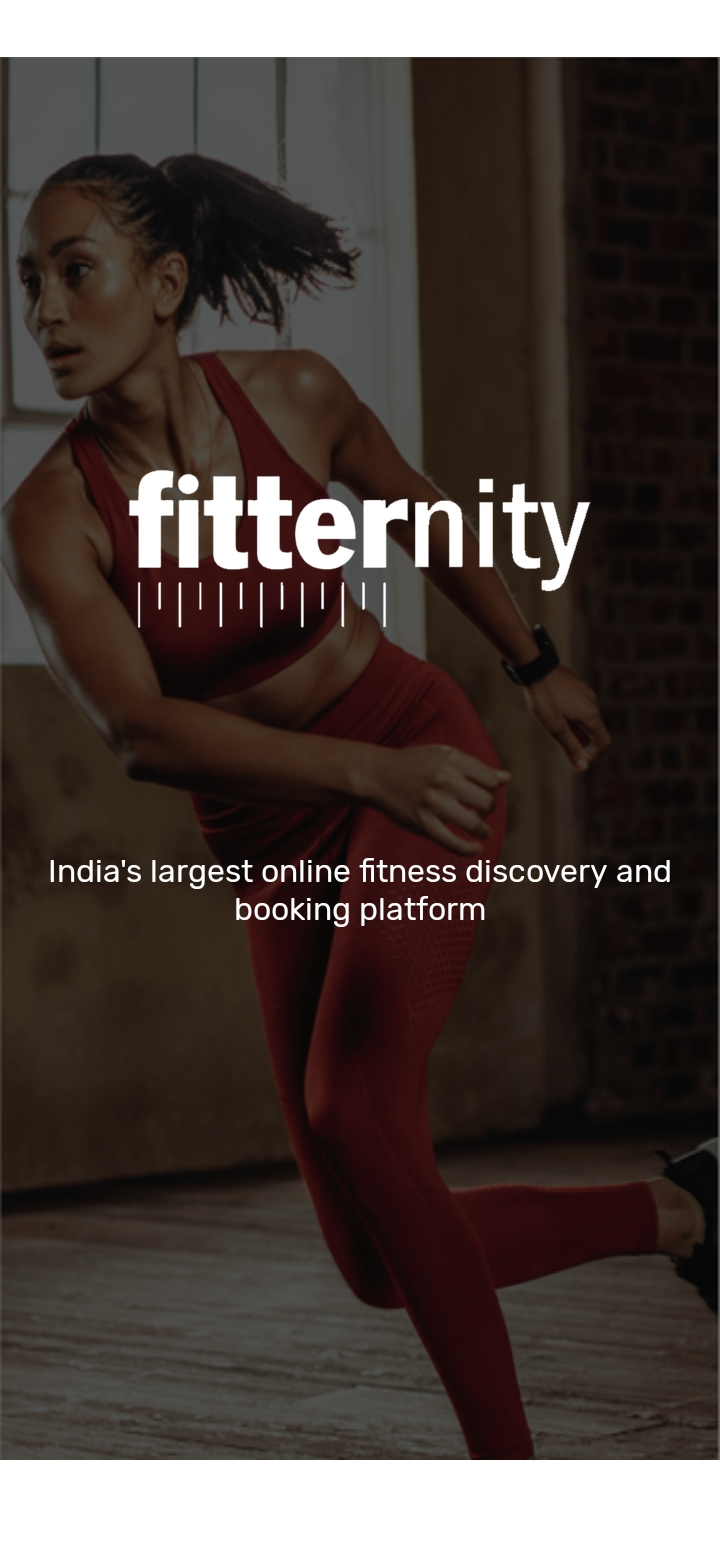 fitternity
India's largest online fitness discovery and
booking platform